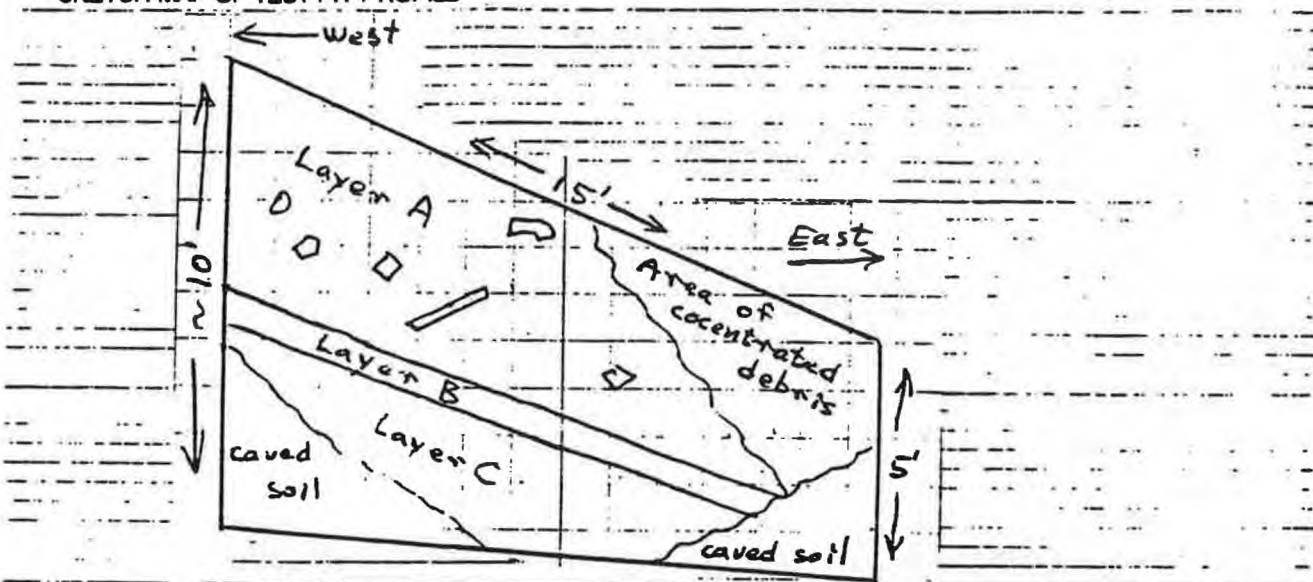 West
Layer A
15'
East
~10'
Area of
cocentrated
debris
Layer B
Layer C
5'
caved
soil
caved soil